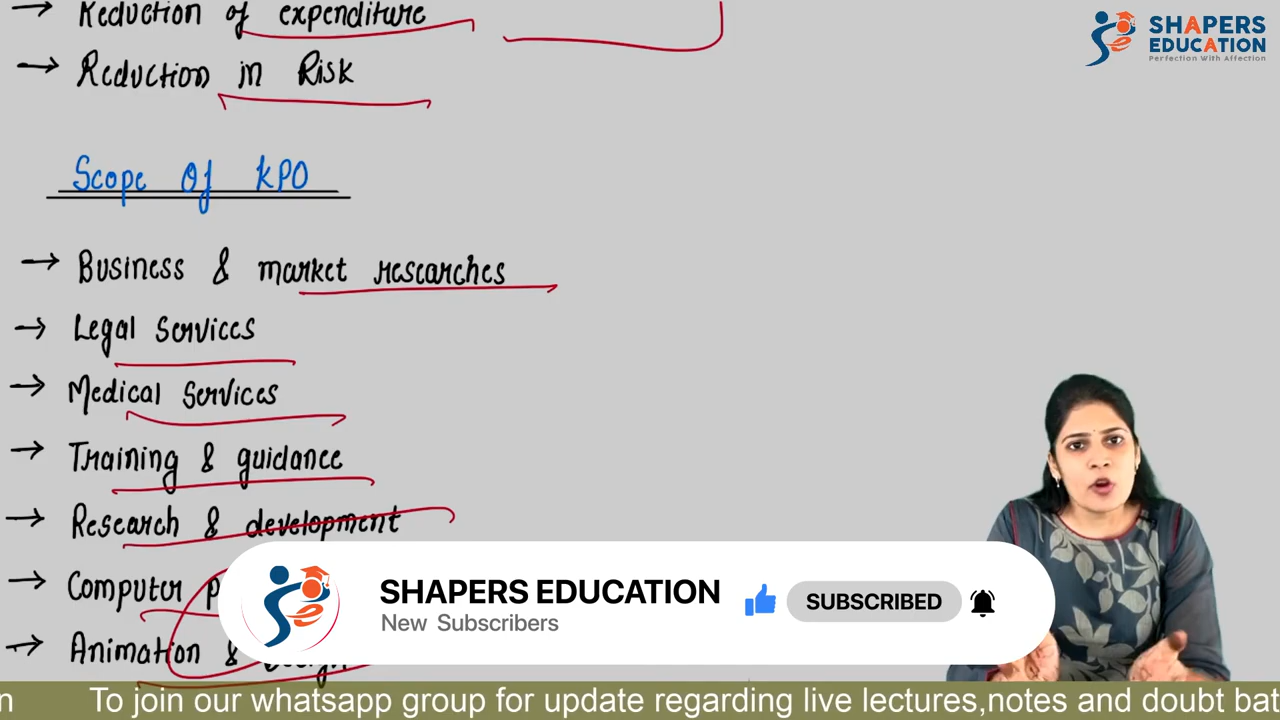 → Reduction of expenditure
→ Reduction in Risk
SHAPERS
EDUCATION
Perfection With Affection
Scope Of KPO
→ Business & market researches
→ Legal Services
→ Medical Services
→ Training & guidance
→ Research & development
→ Computer
→ Animation &
SHAPERS EDUCATION
New Subscribers
SUBSCRIBED
n To join our whatsapp group for update regarding live lectures,notes and doubt bat